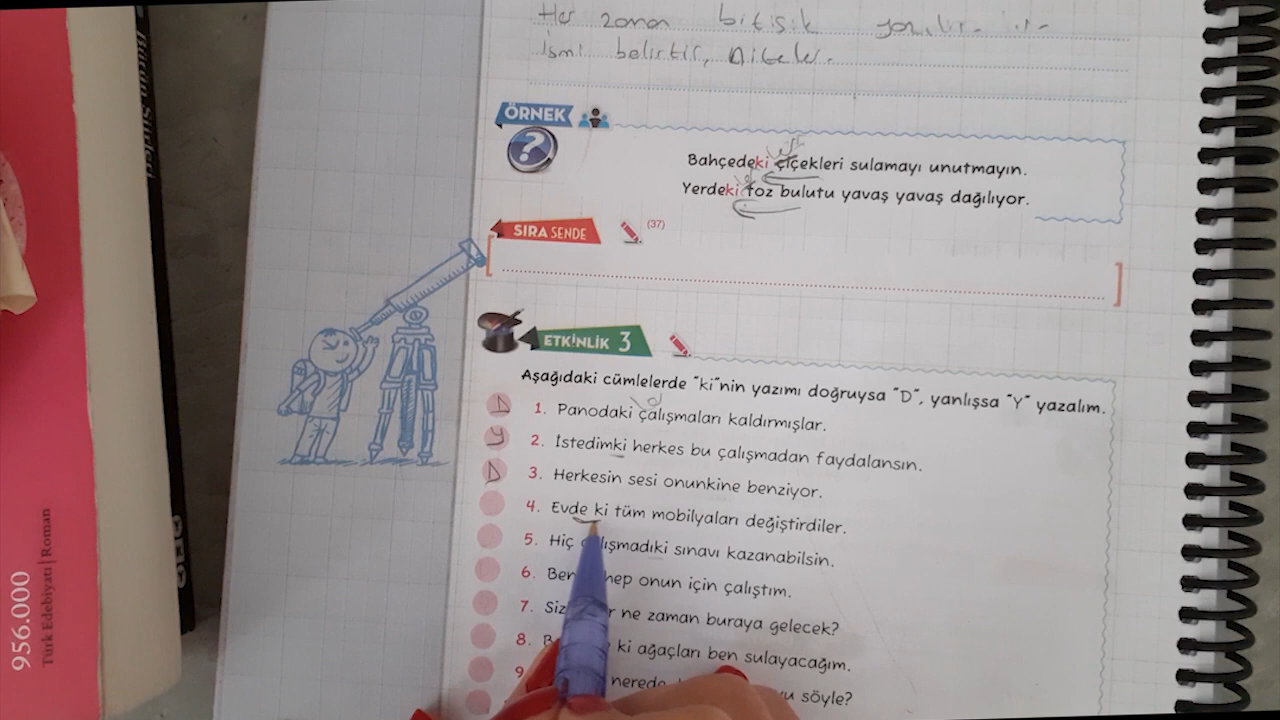 Her zaman bitişik yazılır.
İsmi belirtir, niteler.
ÖRNEK
Bahçedeki çiçekleri sulamayı unutmayın.
Yerdeki toz bulutu yavaş yavaş dağılıyor.
SIRA SENDE (37)
ETKİNLİK 3
Aşağıdaki cümlelerde "ki"nin yazımı doğruysa "D", yanlışsa "Y" yazalım.
D 1. Panodaki çalışmaları kaldırmışlar.
Y 2. İstedimki herkes bu çalışmadan faydalansın.
D 3. Herkesin sesi onunkine benziyor.
4. Evde ki tüm mobilyaları değiştirdiler.
5. Hiç çalışmadıki sınavı kazanabilsin.
6. hep onun için çalıştım.
7. ne zaman buraya gelecek?
8. ki ağaçları ben sulayacağım.
9 söyle?
956.000
Türk Edebiyatı | Roman